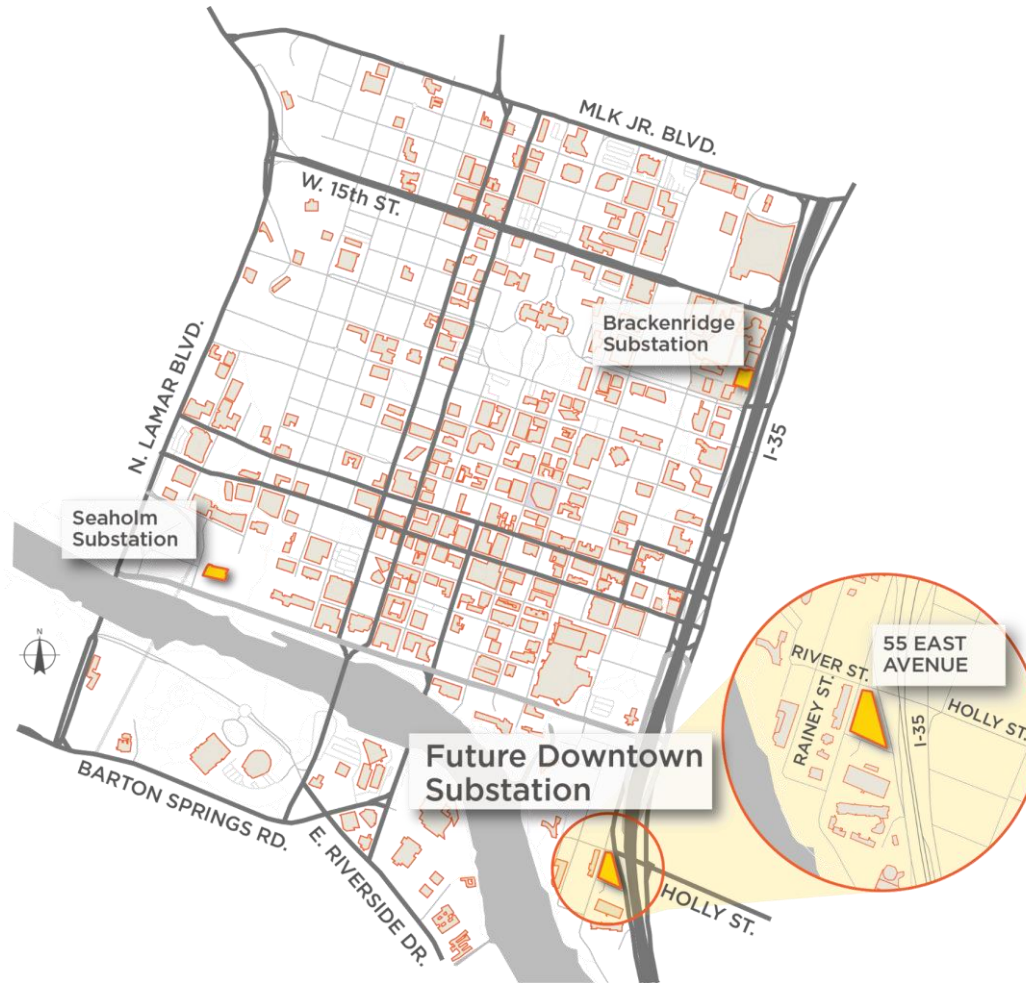 MLK JR. BLVD.
W. 15th ST.
Brackenridge
Substation
N. LAMAR BLVD.
I-35
Seaholm
Substation
N
55 EAST
AVENUE
RIVER ST.
HOLLY ST.
RAINEY ST.
I-35
Future Downtown
Substation
BARTON SPRINGS RD.
E. RIVERSIDE DR.
HOLLY ST.